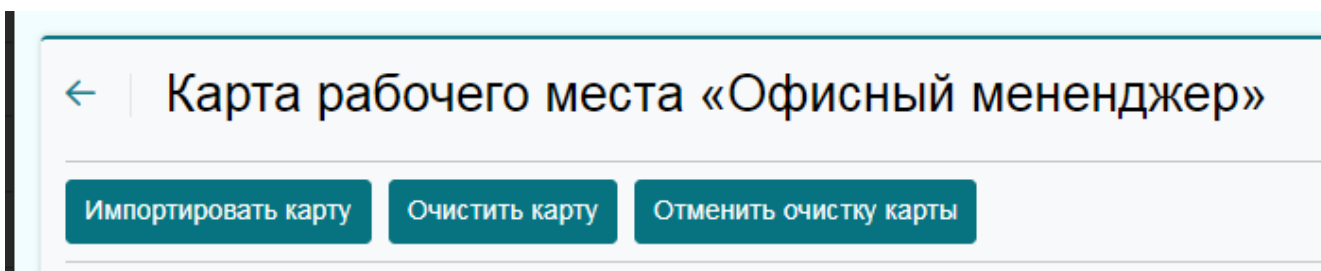 Карта рабочего места «Офисный мененджер»
Импортировать карту Очистить карту Отменить очистку карты